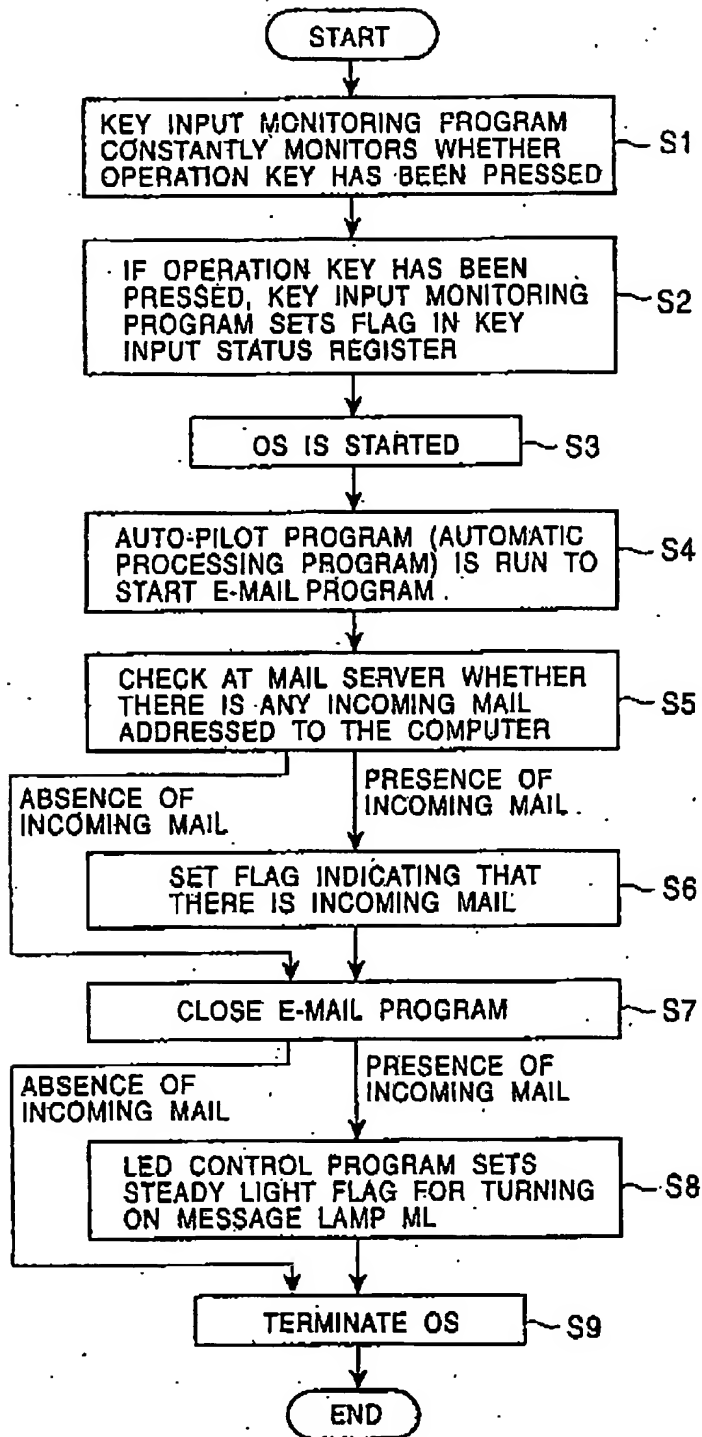 START
KEY INPUT MONITORING PROGRAM
CONSTANTLY MONITORS WHETHER
OPERATION KEY HAS BEEN PRESSED
S1
IF OPERATION KEY HAS BEEN
PRESSED, KEY INPUT MONITORING
PROGRAM SETS FLAG IN KEY
INPUT STATUS REGISTER
S2
OS IS STARTED
S3
AUTO-PILOT PROGRAM (AUTOMATIC
PROCESSING PROGRAM) IS RUN TO
START E-MAIL PROGRAM.
S4
CHECK AT MAIL SERVER WHETHER
THERE IS ANY INCOMING MAIL
ADDRESSED TO THE COMPUTER
S5
ABSENCE OF
INCOMING MAIL
PRESENCE OF
INCOMING MAIL.
SET FLAG INDICATING THAT
THERE IS INCOMING MAIL
S6
CLOSE E-MAIL PROGRAM
S7
ABSENCE OF
INCOMING MAIL
PRESENCE OF
INCOMING MAIL
LED CONTROL PROGRAM SETS
STEADY LIGHT FLAG FOR TURNING
ON MESSAGE LAMP ML
S8
TERMINATE OS
S9
END